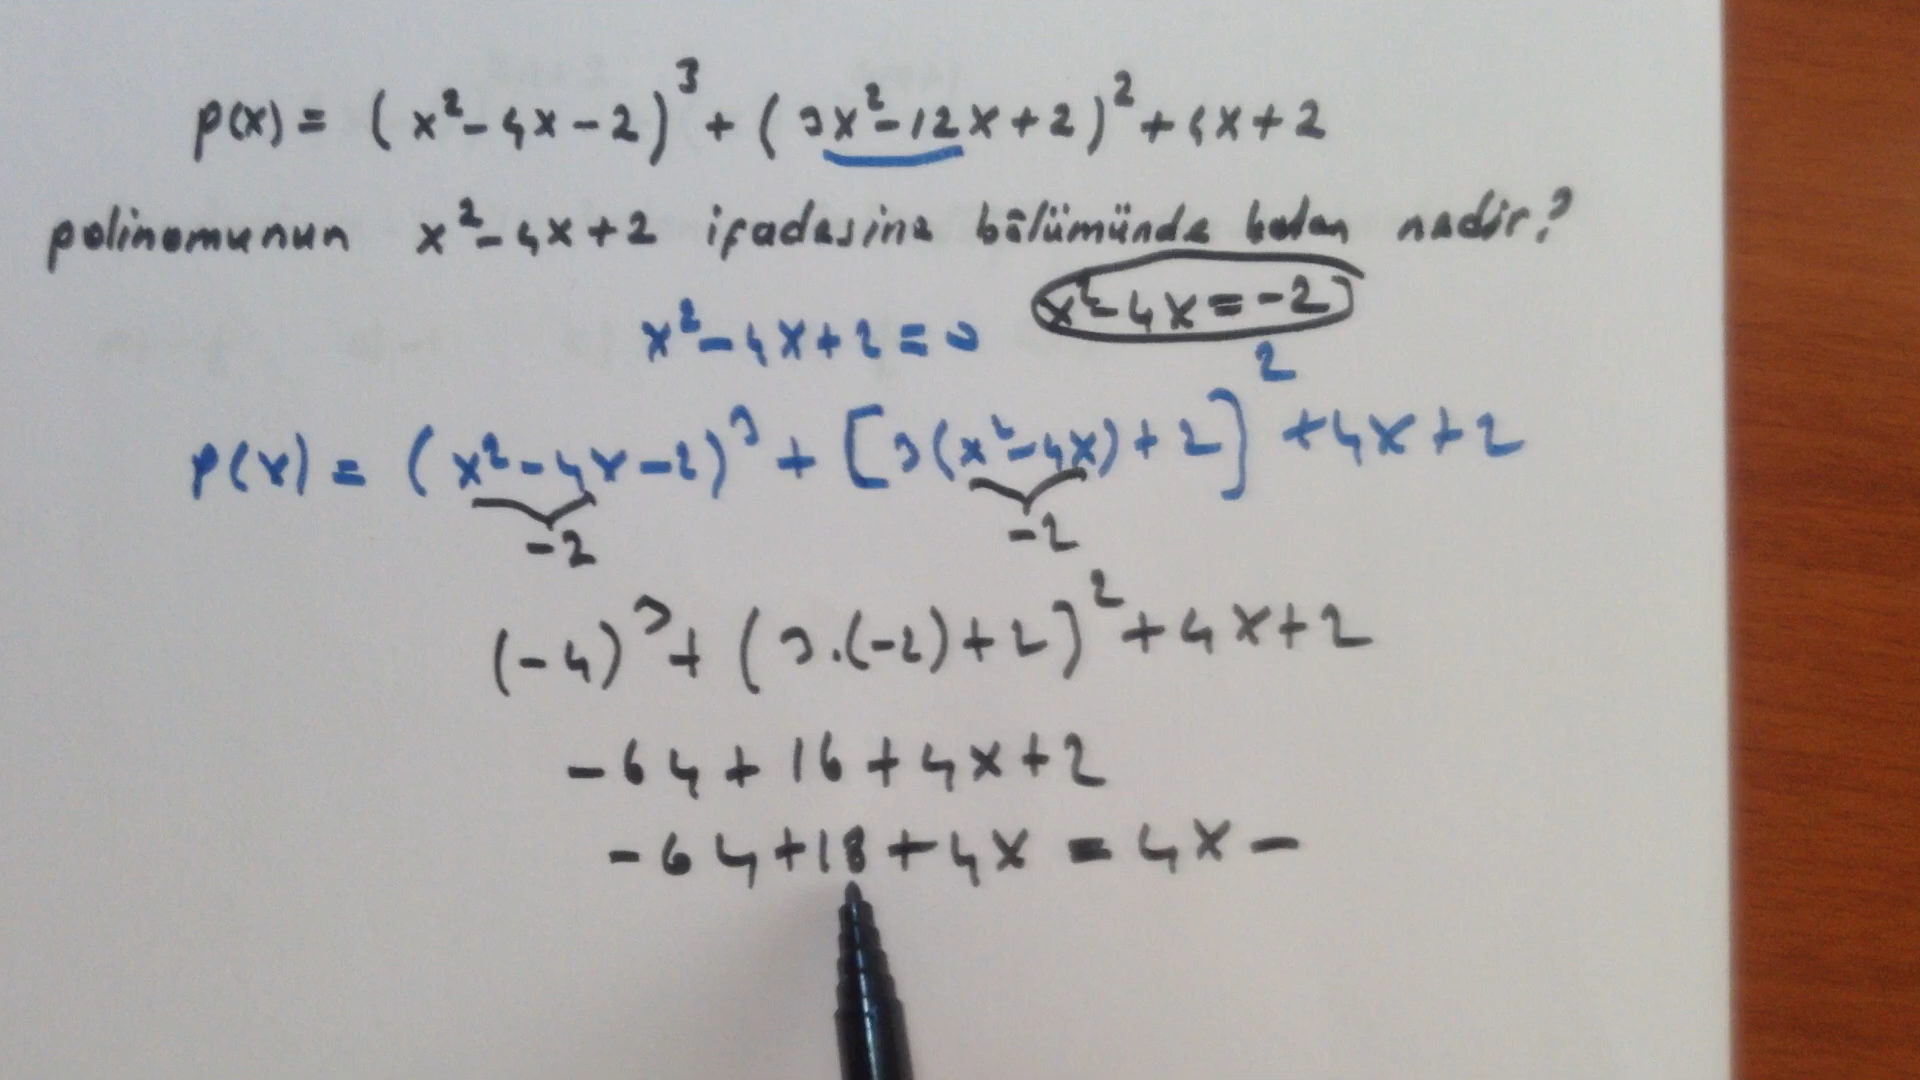 P(x) = (x² - 4x - 2)³ + (3x² - 12x + 2)² + 4x + 2
polinomunun x² - 4x + 2 ifadesine bölümünde kalan nedir?
x² - 4x = -2
x² - 4x + 2 = 0
P(x) = (x² - 4x - 2)³ + [3(x² - 4x) + 2]² + 4x + 2
-2 -2
(-4)³ + (3.(-2) + 2)² + 4x + 2
-64 + 16 + 4x + 2
-64 + 18 + 4x = 4x -